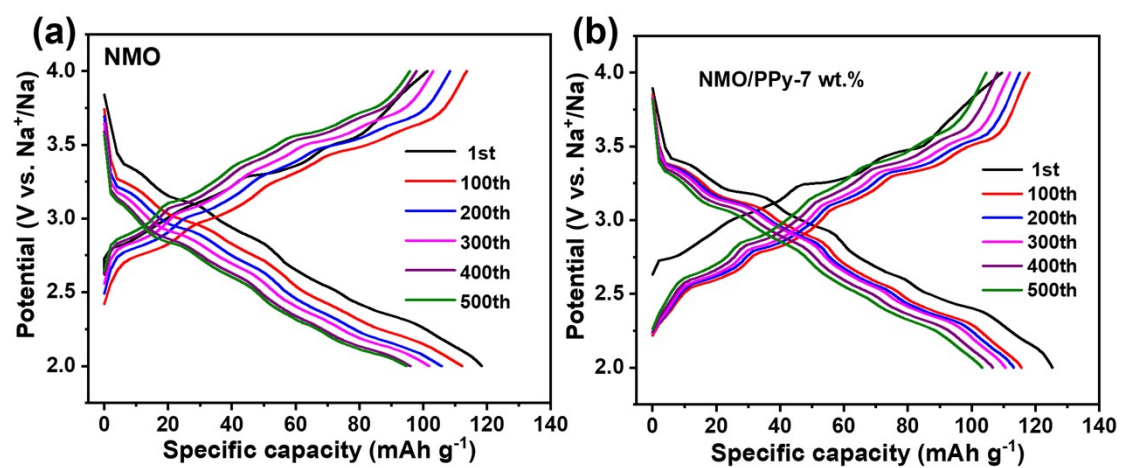 (a)
NMO
4.0
3.5
3.0
2.5
2.0
Potential (V vs. Na⁺/Na)
1st
100th
200th
300th
400th
500th
0 20 40 60 80 100 120 140
Specific capacity (mAh g⁻¹)
(b)
NMO/PPy-7 wt.%
4.0
3.5
3.0
2.5
2.0
Potential (V vs. Na⁺/Na)
1st
100th
200th
300th
400th
500th
0 20 40 60 80 100 120 140
Specific capacity (mAh g⁻¹)